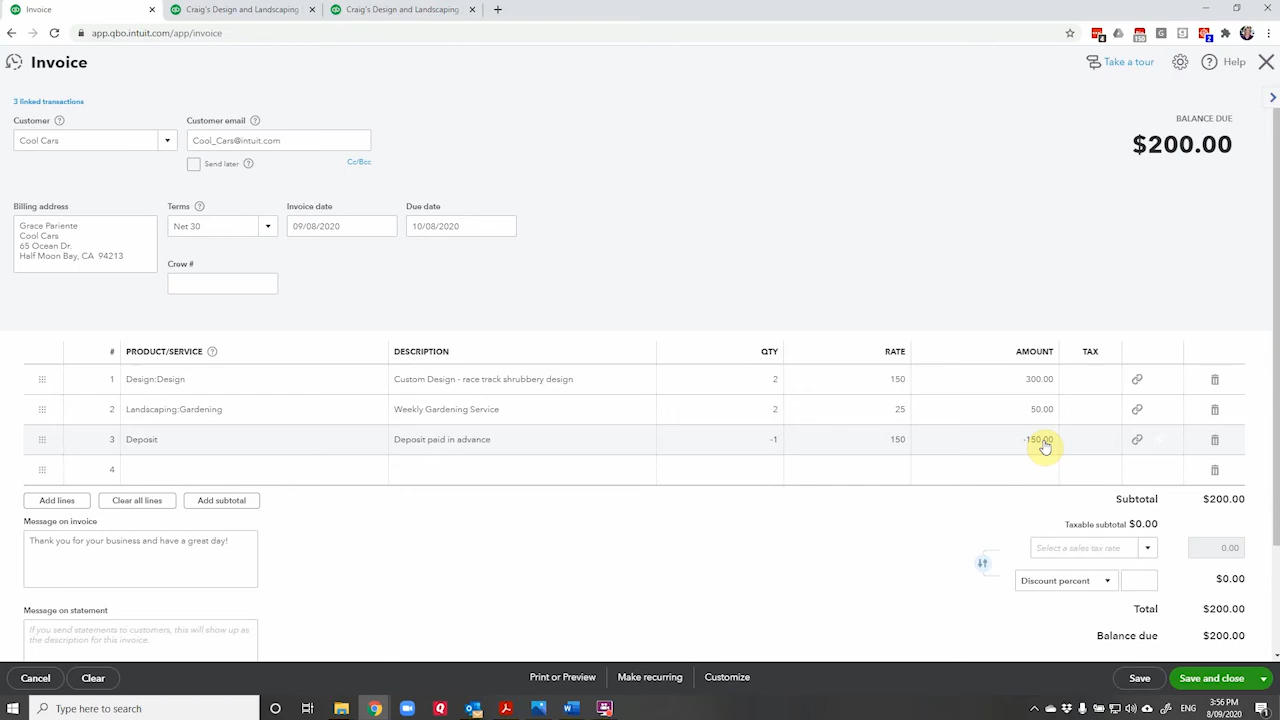 Invoice
Craig's Design and Landscaping
Craig's Design and Landscaping
app.qbo.intuit.com/app/invoice
Invoice
Take a tour
Help
3 linked transactions
Customer
Customer email
BALANCE DUE
Cool Cars
Cool_Cars@intuit.com
$200.00
Send later
Cc/Bcc
Billing address
Terms
Invoice date
Due date
Grace Pariente
Cool Cars
65 Ocean Dr.
Half Moon Bay, CA 94213
Net 30
09/08/2020
10/08/2020
Crew #
# PRODUCT/SERVICE DESCRIPTION QTY RATE AMOUNT TAX
1 Design:Design Custom Design - race track shrubbery design 2 150 300.00
2 Landscaping:Gardening Weekly Gardening Service 2 25 50.00
3 Deposit Deposit paid in advance -1 150 -150.00
4
Add lines Clear all lines Add subtotal
Subtotal $200.00
Message on invoice
Taxable subtotal $0.00
Thank you for your business and have a great day!
Select a sales tax rate 0.00
Discount percent $0.00
Message on statement
Total $200.00
If you send statements to customers, this will show up as
the description for this invoice.
Balance due $200.00
Cancel Clear Print or Preview Make recurring Customize Save Save and close
Type here to search
3:56 PM
8/09/2020